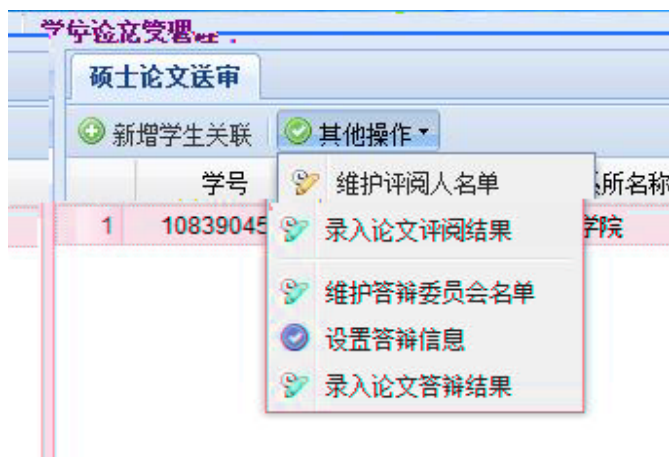 硕士论文送审
新增学生关联 其他操作
学号 所名称
维护评阅人名单
1 10839045 学院
录入论文评阅结果
维护答辩委员会名单
设置答辩信息
录入论文答辩结果